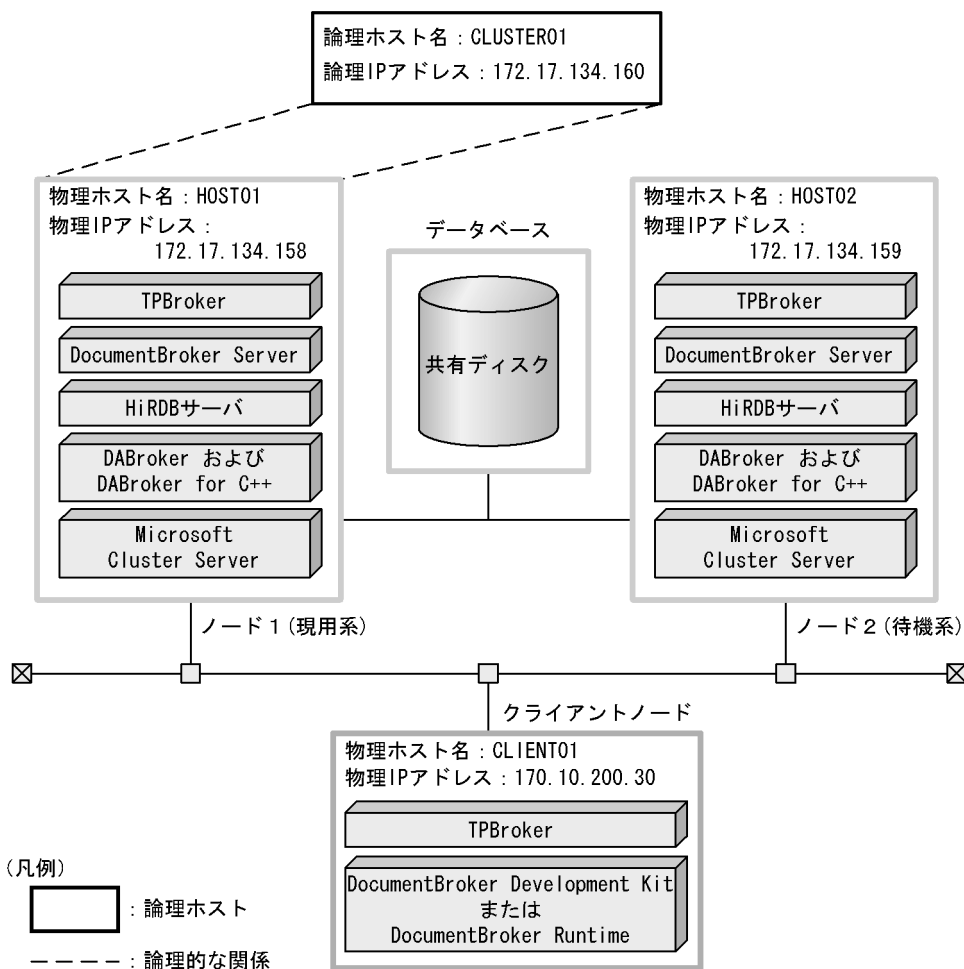 論理ホスト名：CLUSTER01
論理IPアドレス：172.17.134.160
物理ホスト名：HOST01
物理IPアドレス：
172.17.134.158
TPBroker
DocumentBroker Server
HiRDBサーバ
DABroker および
DABroker for C++
Microsoft
Cluster Server
データベース
共有ディスク
物理ホスト名：HOST02
物理IPアドレス：
172.17.134.159
TPBroker
DocumentBroker Server
HiRDBサーバ
DABroker および
DABroker for C++
Microsoft
Cluster Server
ノード1(現用系)
ノード2(待機系)
クライアントノード
物理ホスト名：CLIENT01
物理IPアドレス：170.10.200.30
TPBroker
DocumentBroker Development Kit
または
DocumentBroker Runtime
(凡例)
：論理ホスト
：論理的な関係